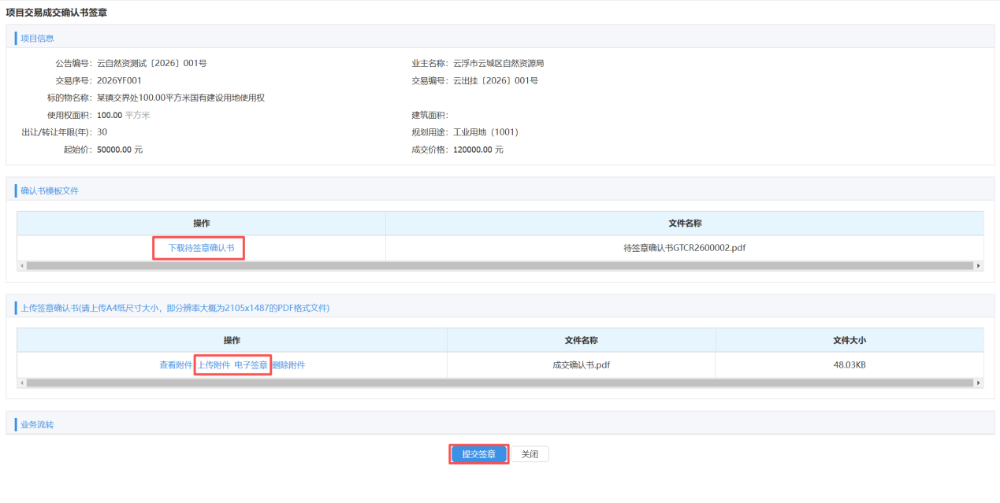 项目交易成交确认书签章
项目信息
公告编号：云自然资测试〔2026〕001号 业主名称：云浮市云城区自然资源局
交易序号：2026YF001 交易编号：云出挂〔2026〕001号
标的物名称：某镇交界处100.00平方米国有建设用地使用权
使用权面积：100.00 平方米 建筑面积：
出让/转让年限(年)：30 规划用途：工业用地（1001）
起始价：50000.00 元 成交价格：120000.00 元
确认书模板文件
操作 文件名称
下载待签章确认书 待签章确认书GTCR2600002.pdf
上传签章确认书(请上传A4纸尺寸大小，即分辨率大概为2105x1487的PDF格式文件)
操作 文件名称 文件大小
查看附件 上传附件 电子签章 删除附件 成交确认书.pdf 48.03KB
业务流转
提交签章 关闭